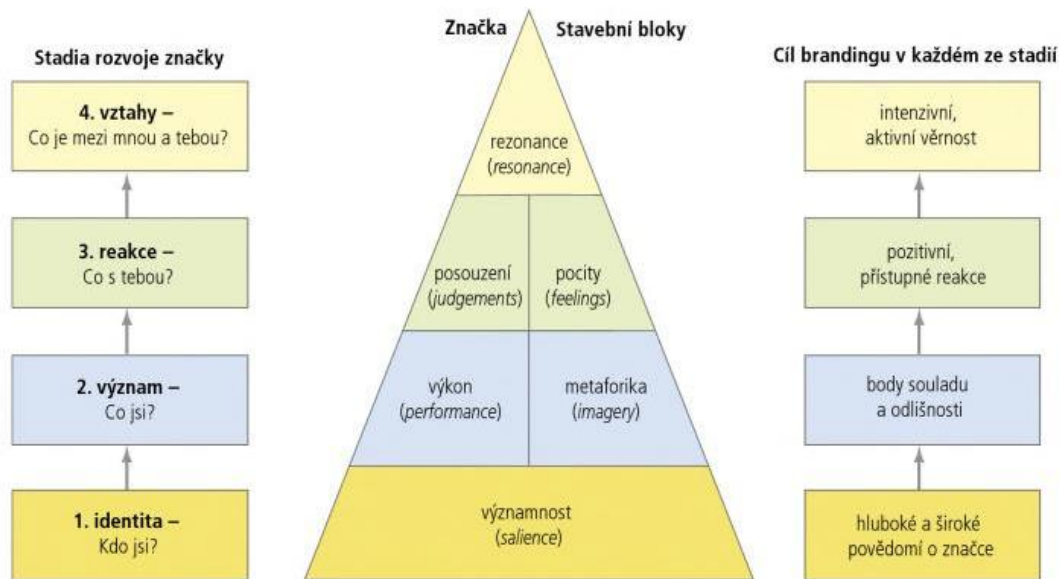 Stadia rozvoje značky
4. vztahy –
Co je mezi mnou a tebou?
3. reakce –
Co s tebou?
2. význam –
Co jsi?
1. identita –
Kdo jsi?
Značka
Stavební bloky
rezonance
(resonance)
posouzení
(judgements)
pocity
(feelings)
výkon
(performance)
metaforika
(imagery)
významnost
(salience)
Cíl brandingu v každém ze stadií
intenzivní,
aktivní věrnost
pozitivní,
přístupné reakce
body souladu
a odlišnosti
hluboké a široké
povědomí o značce